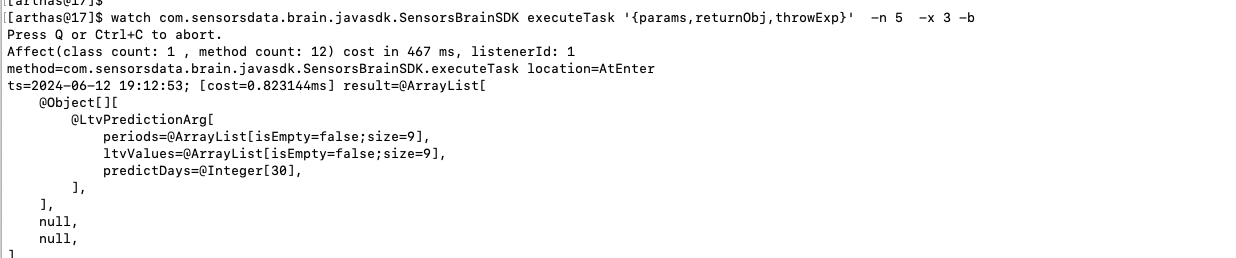 [arthas@17]$
[arthas@17]$ watch com.sensorsdata.brain.javasdk.SensorsBrainSDK executeTask '{params,returnObj,throwExp}'  -n 5  -x 3 -b
Press Q or Ctrl+C to abort.
Affect(class count: 1 , method count: 12) cost in 467 ms, listenerId: 1
method=com.sensorsdata.brain.javasdk.SensorsBrainSDK.executeTask location=AtEnter
ts=2024-06-12 19:12:53; [cost=0.823144ms] result=@ArrayList[
    @Object[][
        @LtvPredictionArg[
            periods=@ArrayList[isEmpty=false;size=9],
            ltvValues=@ArrayList[isEmpty=false;size=9],
            predictDays=@Integer[30],
        ],
    ],
    null,
    null,
]